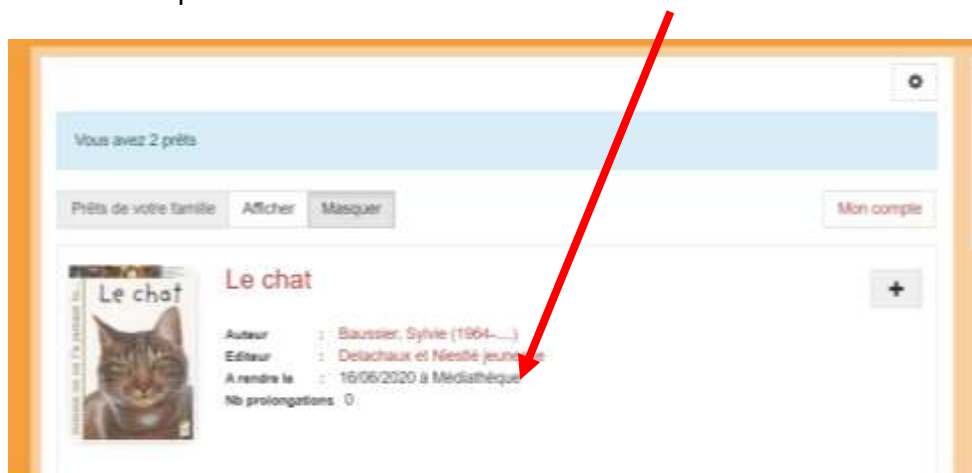 Vous avez 2 prêts
Prêts de votre famille Afficher Masquer Mon compte
Le chat
Le chat
Auteur : Baussier, Sylvie (1964-....)
Editeur : Delachaux et Niestlé
A rendre le : 16/06/2020 à Médiathèque
Nb prolongations 0